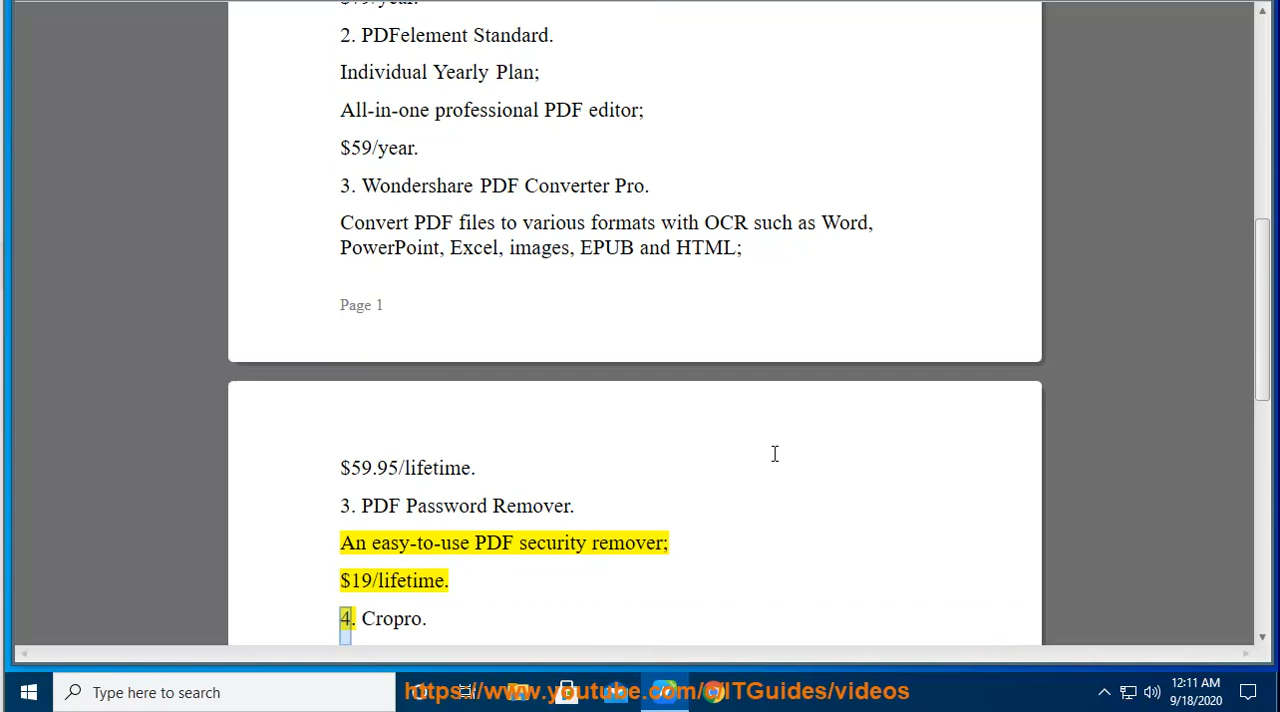 $49/year.
2. PDFelement Standard.
Individual Yearly Plan;
All-in-one professional PDF editor;
$59/year.
3. Wondershare PDF Converter Pro.
Convert PDF files to various formats with OCR such as Word,
PowerPoint, Excel, images, EPUB and HTML;
Page 1
$59.95/lifetime.
3. PDF Password Remover.
An easy-to-use PDF security remover;
$19/lifetime.
4. Cropro.
Type here to search
https://www.youtube.com/c/ITGuides/videos
12:11 AM
9/18/2020